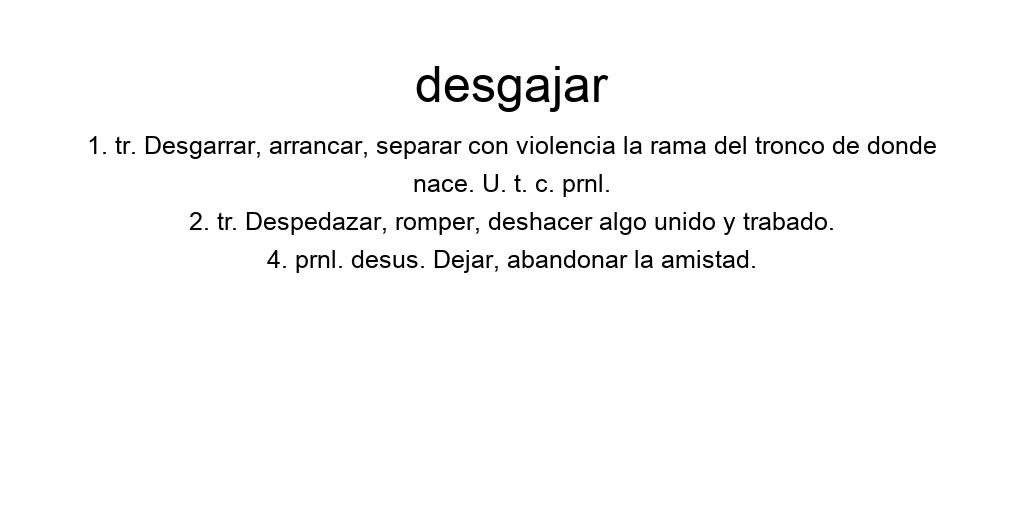 desgajar
1. tr. Desgarrar, arrancar, separar con violencia la rama del tronco de donde
nace. U. t. c. prnl.
2. tr. Despedazar, romper, deshacer algo unido y trabado.
4. prnl. desus. Dejar, abandonar la amistad.